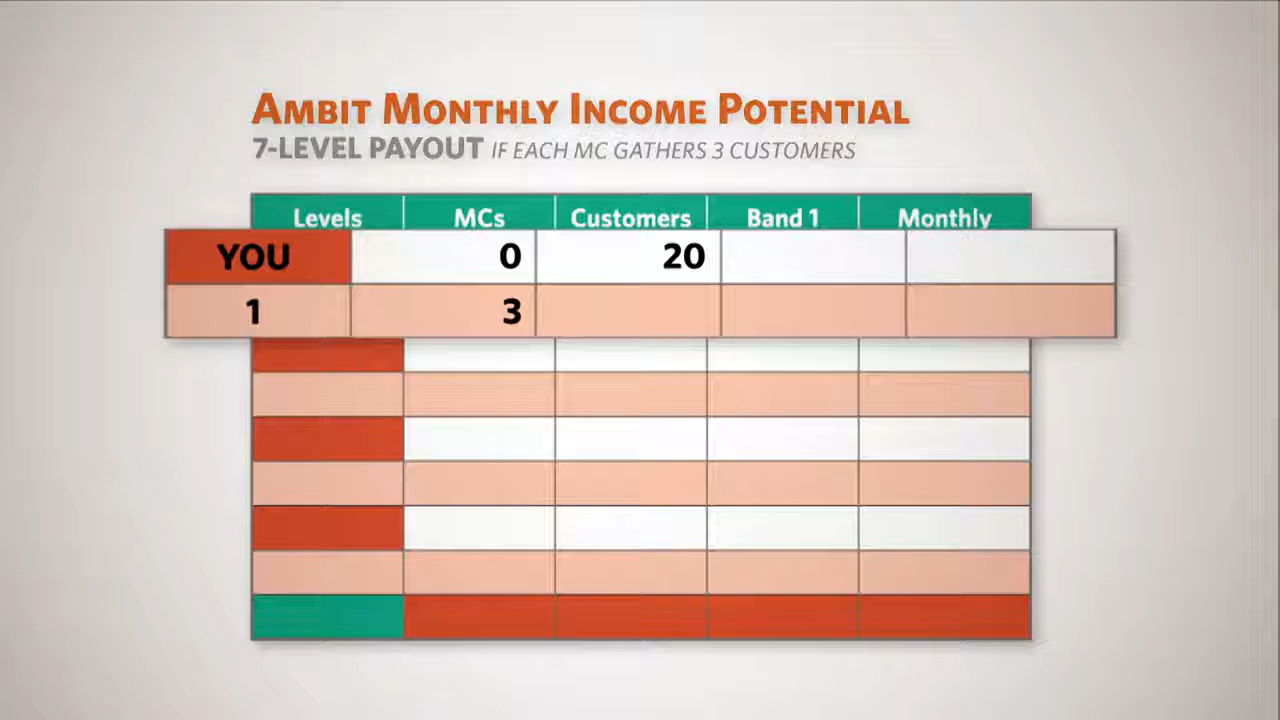 AMBIT MONTHLY INCOME POTENTIAL
7-LEVEL PAYOUT IF EACH MC GATHERS 3 CUSTOMERS
Levels MCs Customers Band 1 Monthly
YOU 0 20
1 3